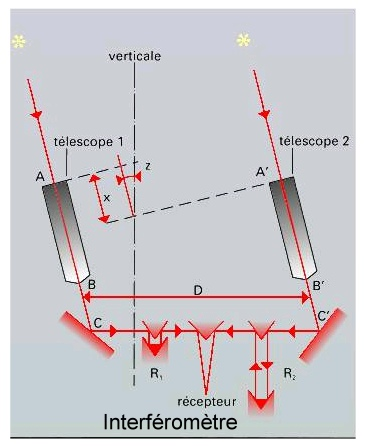 verticale
télescope 1
télescope 2
A
z
A'
x
B
B'
D
C
C'
R₁
R₂
récepteur
Interféromètre